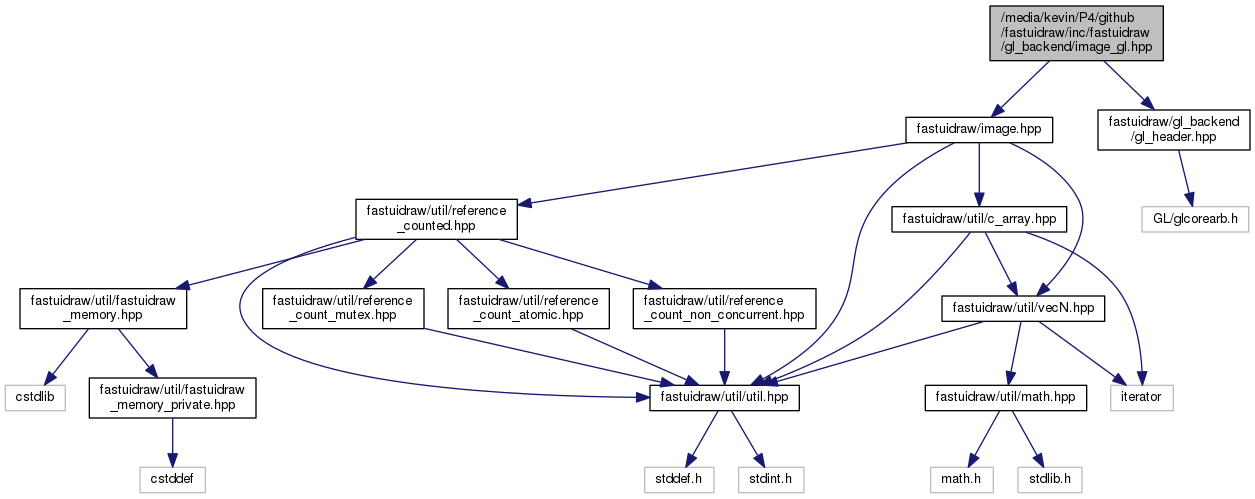 /media/kevin/P4/github
/fastuidraw/inc/fastuidraw
/gl_backend/image_gl.hpp
fastuidraw/image.hpp
fastuidraw/gl_backend
/gl_header.hpp
fastuidraw/util/reference
_counted.hpp
fastuidraw/util/c_array.hpp
GL/glcorearb.h
fastuidraw/util/fastuidraw
_memory.hpp
fastuidraw/util/reference
_count_mutex.hpp
fastuidraw/util/reference
_count_atomic.hpp
fastuidraw/util/reference
_count_non_concurrent.hpp
fastuidraw/util/vecN.hpp
cstdlib
fastuidraw/util/fastuidraw
_memory_private.hpp
fastuidraw/util/util.hpp
fastuidraw/util/math.hpp
iterator
cstddef
stddef.h
stdint.h
math.h
stdlib.h